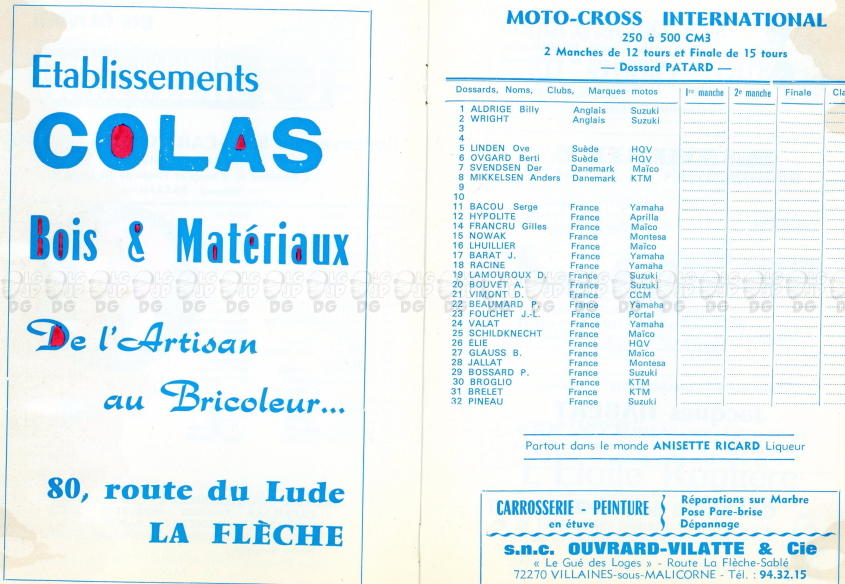 Etablissements
COLAS
Bois & Matériaux
De l'Artisan
au Bricoleur...
80, route du Lude
LA FLÈCHE
MOTO-CROSS INTERNATIONAL
250 à 500 CM3
2 Manches de 12 tours et Finale de 15 tours
— Dossard PATARD —
Dossards, Noms, Clubs, Marques motos 1re manche 2e manche Finale Cla
1 ALDRIGE Billy Anglais Suzuki
2 WRIGHT Anglais Suzuki
3
4
5 LINDEN Ove Suède HQV
6 OVGARD Berti Suède HQV
7 SVENDSEN Der Danemark Maïco
8 MIKKELSEN Anders Danemark KTM
9
10
11 BACOU Serge France Yamaha
12 HYPOLITE France Aprilla
14 FRANCRU Gilles France Maïco
15 NOWAK France Montesa
16 LHUILLIER France Maïco
17 BARAT J. France Yamaha
18 RACINE France Yamaha
19 LAMOUROUX D. France Suzuki
20 BOUVET A. France Suzuki
21 VIMONT D. France CCM
22 BEAUMARD P. France Yamaha
23 FOUCHET J.-L. France Portal
24 VALAT France Yamaha
25 SCHILDKNECHT France Maïco
26 ÉLIE France HQV
27 GLAUSS B. France Maïco
28 JALLAT France Montesa
29 BOSSARD P. France Suzuki
30 BROGLIO France KTM
31 BRELET France KTM
32 PINEAU France Suzuki
Partout dans le monde ANISETTE RICARD Liqueur
CARROSSERIE - PEINTURE
en étuve
Réparations sur Marbre
Pose Pare-brise
Dépannage
s.n.c. OUVRARD-VILATTE & Cie
« Le Gué des Loges » - Route La Flèche-Sablé
72270 VILLAINES-sous-MALICORNE - Tél. : 94.32.15